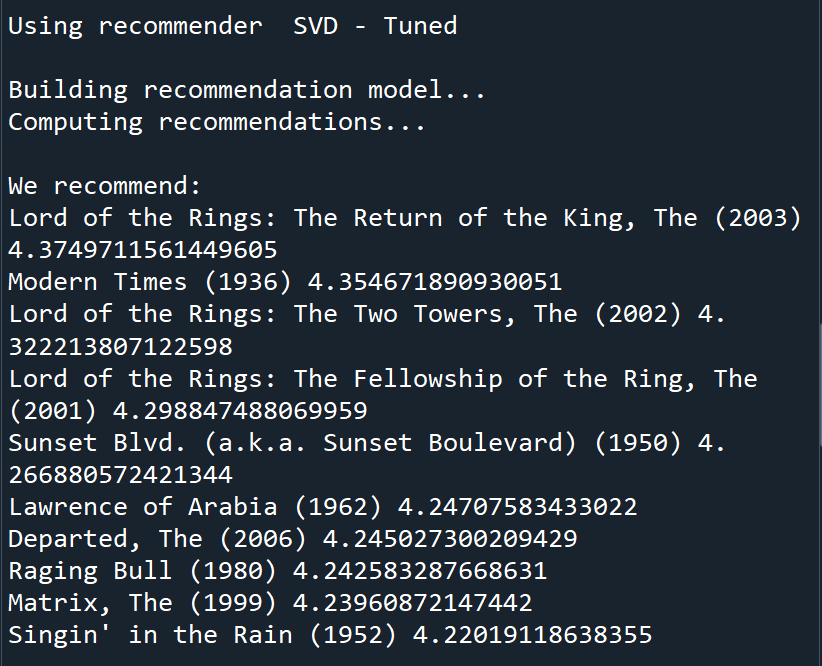 Using recommender  SVD - Tuned
Building recommendation model...
Computing recommendations...
We recommend:
Lord of the Rings: The Return of the King, The (2003)
4.3749711561449605
Modern Times (1936) 4.354671890930051
Lord of the Rings: The Two Towers, The (2002) 4.
322213807122598
Lord of the Rings: The Fellowship of the Ring, The
(2001) 4.298847488069959
Sunset Blvd. (a.k.a. Sunset Boulevard) (1950) 4.
266880572421344
Lawrence of Arabia (1962) 4.24707583433022
Departed, The (2006) 4.245027300209429
Raging Bull (1980) 4.242583287668631
Matrix, The (1999) 4.23960872147442
Singin' in the Rain (1952) 4.22019118638355